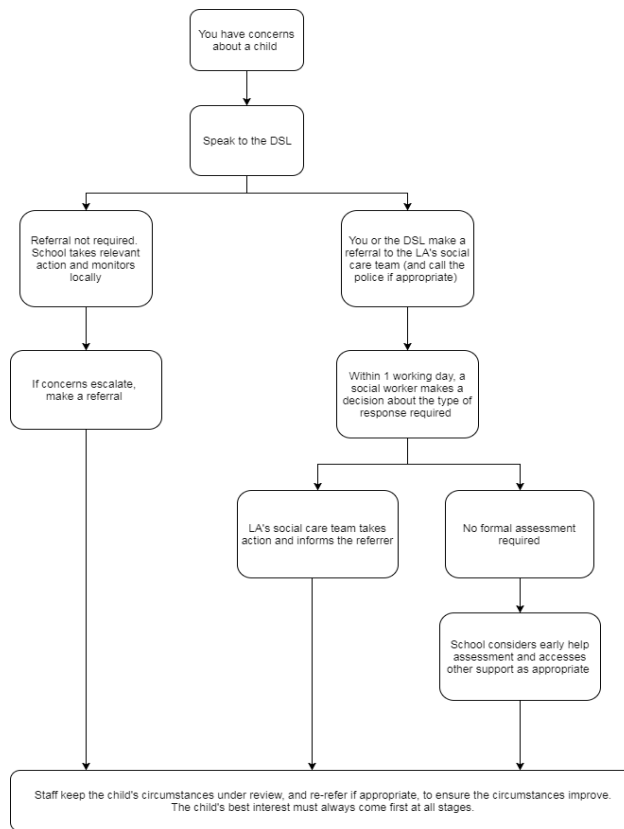 You have concerns
about a child
Speak to the DSL
Referral not required.
School takes relevant
action and monitors
locally
You or the DSL make a
referral to the LA's social
care team (and call the
police if appropriate)
If concerns escalate,
make a referral
Within 1 working day, a
social worker makes a
decision about the type of
response required
LA's social care team takes
action and informs the referrer
No formal assessment
required
School considers early help
assessment and accesses
other support as appropriate
Staff keep the child's circumstances under review, and re-refer if appropriate, to ensure the circumstances improve.
The child's best interest must always come first at all stages.